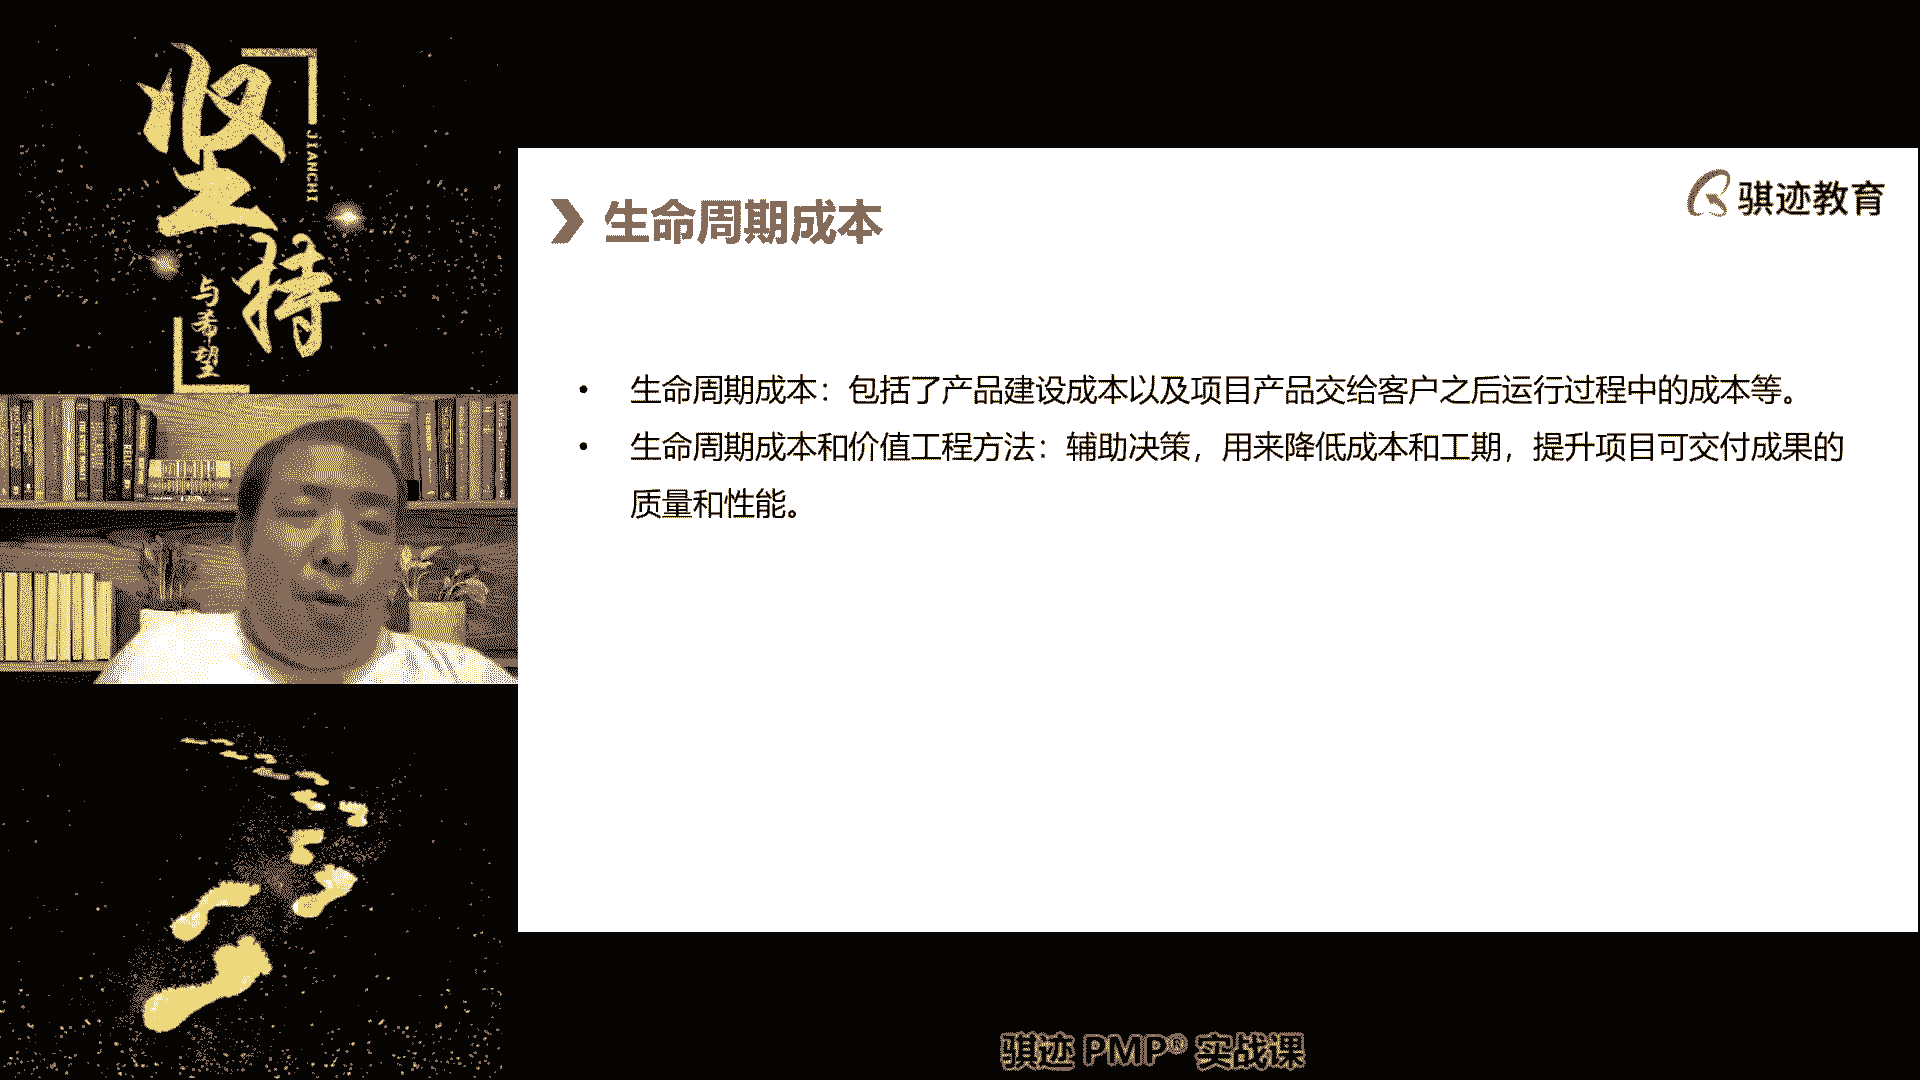 坚持
JIANCHI
与希望
骐迹教育
生命周期成本
• 生命周期成本：包括了产品建设成本以及项目产品交给客户之后运行过程中的成本等。
• 生命周期成本和价值工程方法：辅助决策，用来降低成本和工期，提升项目可交付成果的
质量和性能。
骐迹 PMP® 实战课